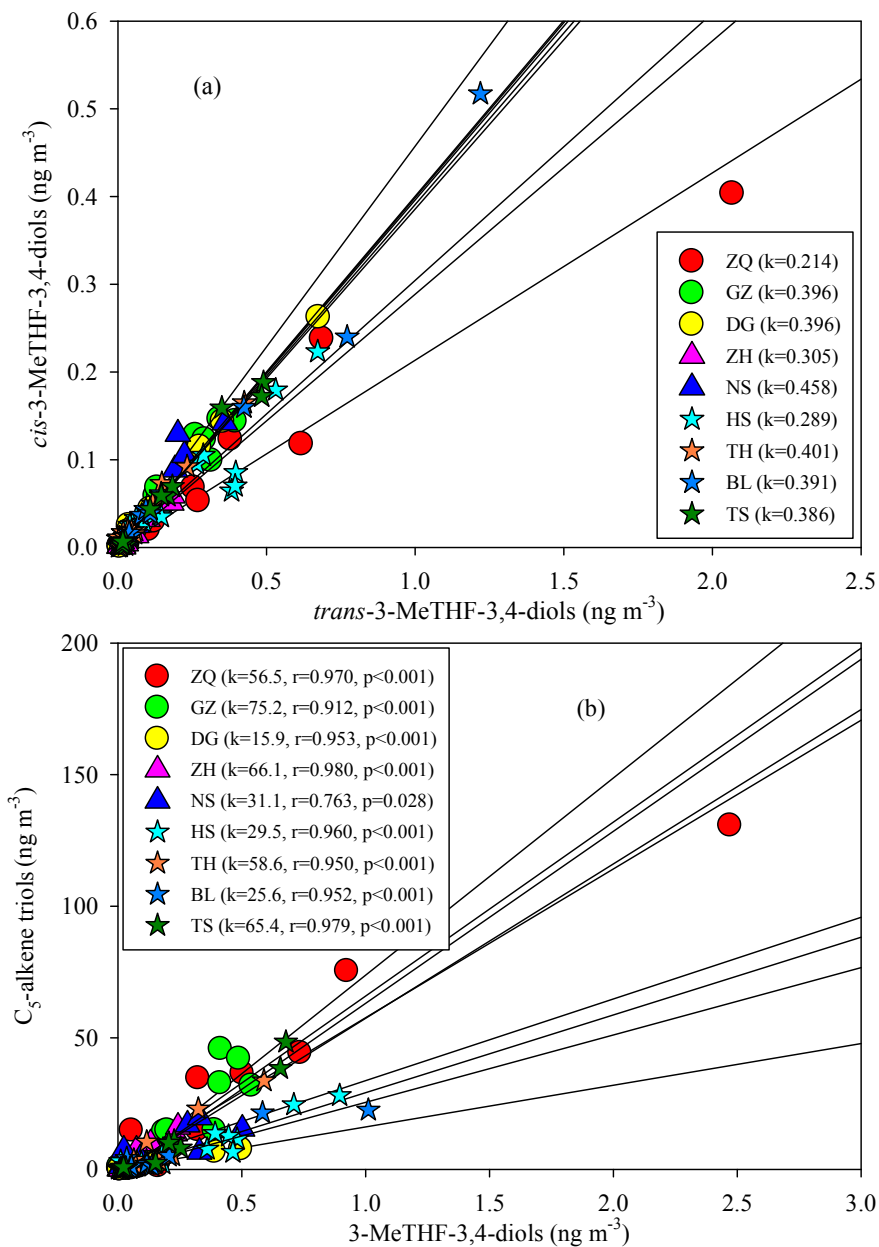 0.6
(a)
0.5
0.4
0.3
0.2
0.1
0.0
cis-3-MeTHF-3,4-diols (ng m⁻³)
ZQ (k=0.214)
GZ (k=0.396)
DG (k=0.396)
ZH (k=0.305)
NS (k=0.458)
HS (k=0.289)
TH (k=0.401)
BL (k=0.391)
TS (k=0.386)
0.0 0.5 1.0 1.5 2.0 2.5
trans-3-MeTHF-3,4-diols (ng m⁻³)
200
150
100
50
0
C₅-alkene triols (ng m⁻³)
ZQ (k=56.5, r=0.970, p<0.001)
GZ (k=75.2, r=0.912, p<0.001)
(b)
DG (k=15.9, r=0.953, p<0.001)
ZH (k=66.1, r=0.980, p<0.001)
NS (k=31.1, r=0.763, p=0.028)
HS (k=29.5, r=0.960, p<0.001)
TH (k=58.6, r=0.950, p<0.001)
BL (k=25.6, r=0.952, p<0.001)
TS (k=65.4, r=0.979, p<0.001)
0.0 0.5 1.0 1.5 2.0 2.5 3.0
3-MeTHF-3,4-diols (ng m⁻³)